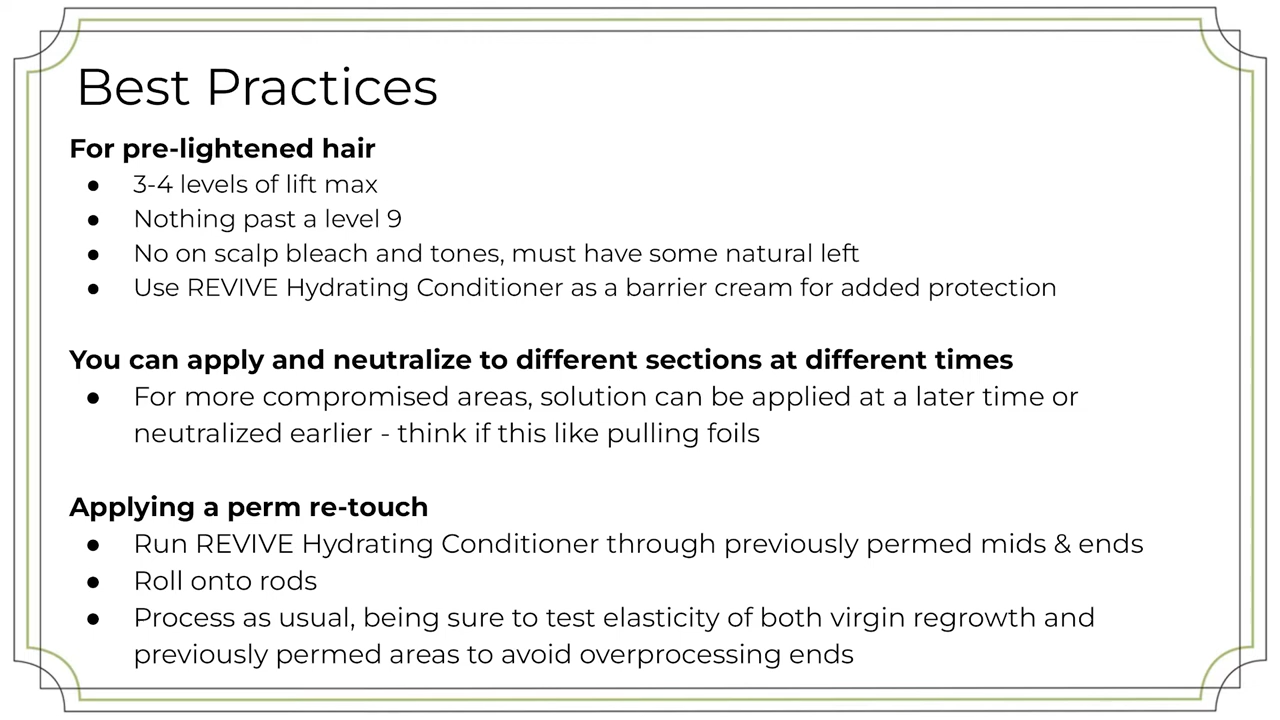 Best Practices
For pre-lightened hair
● 3-4 levels of lift max
● Nothing past a level 9
● No on scalp bleach and tones, must have some natural left
● Use REVIVE Hydrating Conditioner as a barrier cream for added protection
You can apply and neutralize to different sections at different times
● For more compromised areas, solution can be applied at a later time or
neutralized earlier - think if this like pulling foils
Applying a perm re-touch
● Run REVIVE Hydrating Conditioner through previously permed mids & ends
● Roll onto rods
● Process as usual, being sure to test elasticity of both virgin regrowth and
previously permed areas to avoid overprocessing ends